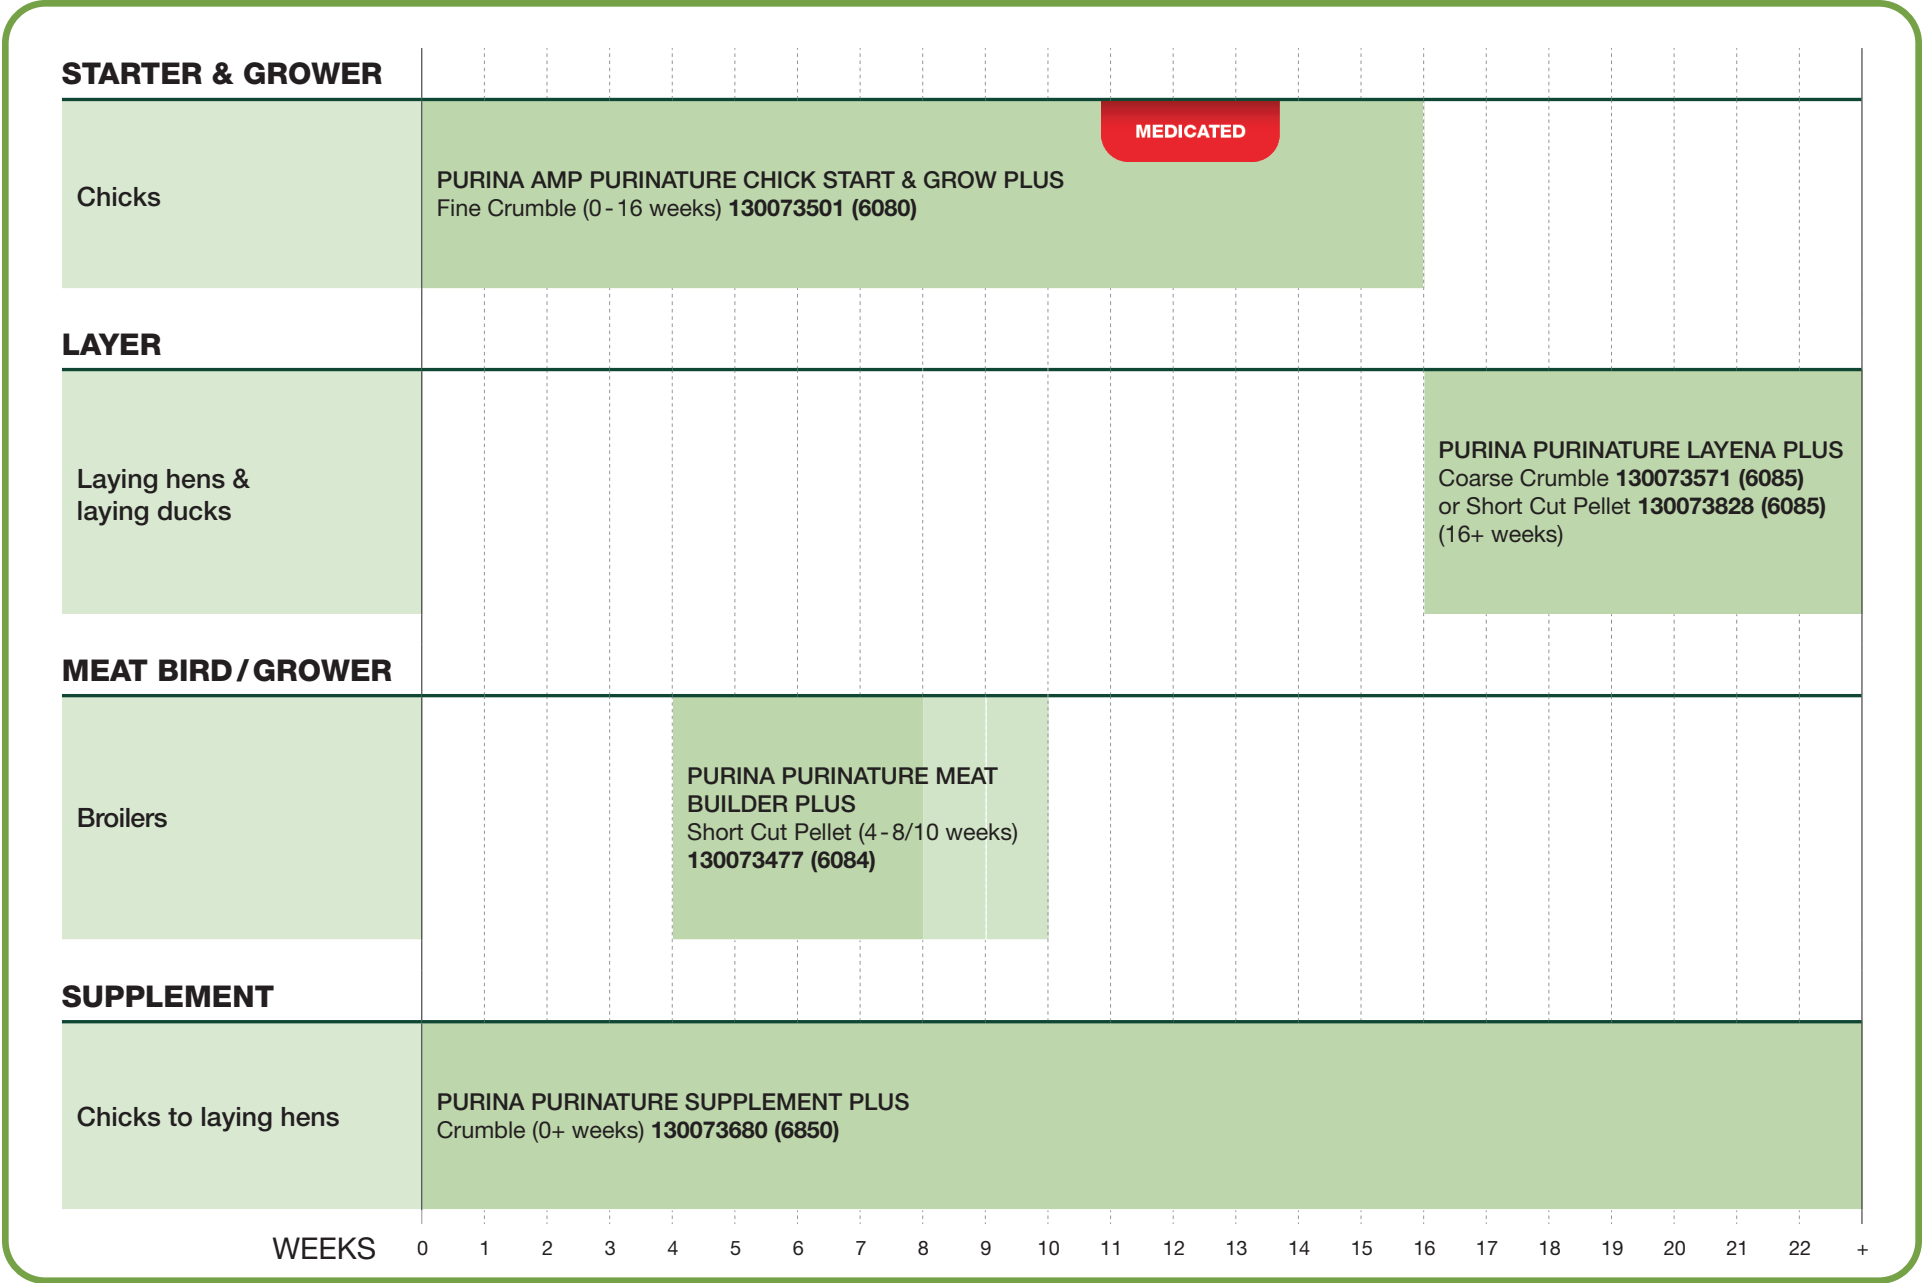 STARTER & GROWER
MEDICATED
Chicks
PURINA AMP PURINATURE CHICK START & GROW PLUS
Fine Crumble (0-16 weeks) 130073501 (6080)
LAYER
Laying hens &
laying ducks
PURINA PURINATURE LAYENA PLUS
Coarse Crumble 130073571 (6085)
or Short Cut Pellet 130073828 (6085)
(16+ weeks)
MEAT BIRD/GROWER
Broilers
PURINA PURINATURE MEAT
BUILDER PLUS
Short Cut Pellet (4-8/10 weeks)
130073477 (6084)
SUPPLEMENT
Chicks to laying hens
PURINA PURINATURE SUPPLEMENT PLUS
Crumble (0+ weeks) 130073680 (6850)
WEEKS 0 1 2 3 4 5 6 7 8 9 10 11 12 13 14 15 16 17 18 19 20 21 22 +